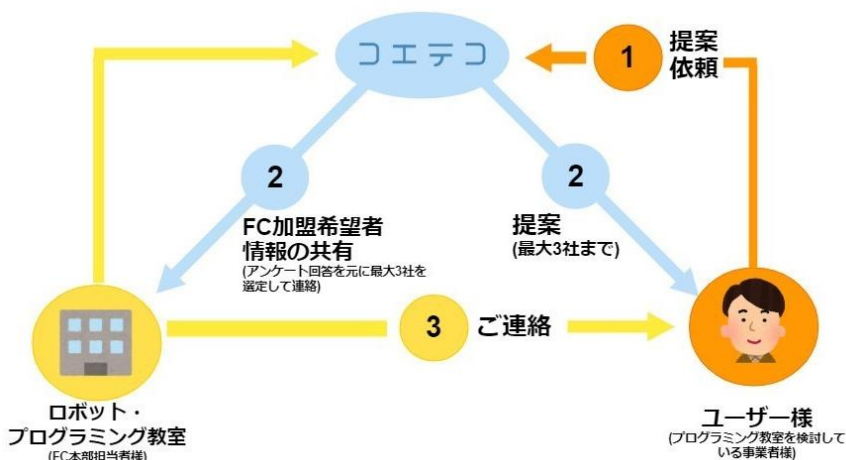 コエテコ
1
提案
依頼
2
FC加盟希望者
情報の共有
(アンケート回答を元に最大3社を
選定して連絡)
2
提案
(最大3社まで)
3
ご連絡
ロボット・
プログラミング教室
(FC本部担当者様)
ユーザー様
(プログラミング教室を検討して
いる事業者様)